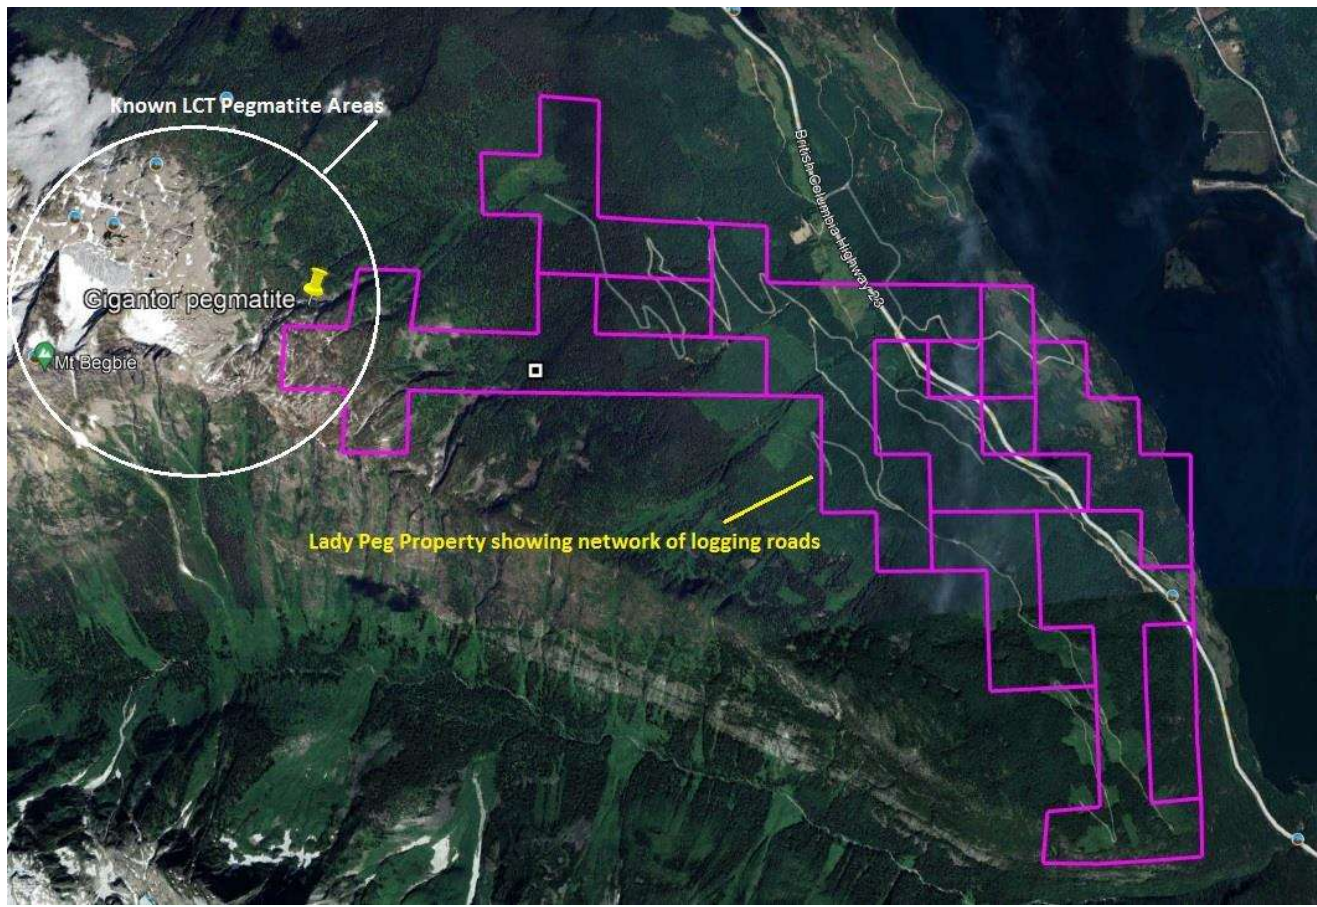 Known LCT Pegmatite Areas
British Columbia Highway 23
Gigantor pegmatite
Mt Begbie
Lady Peg Property showing network of logging roads